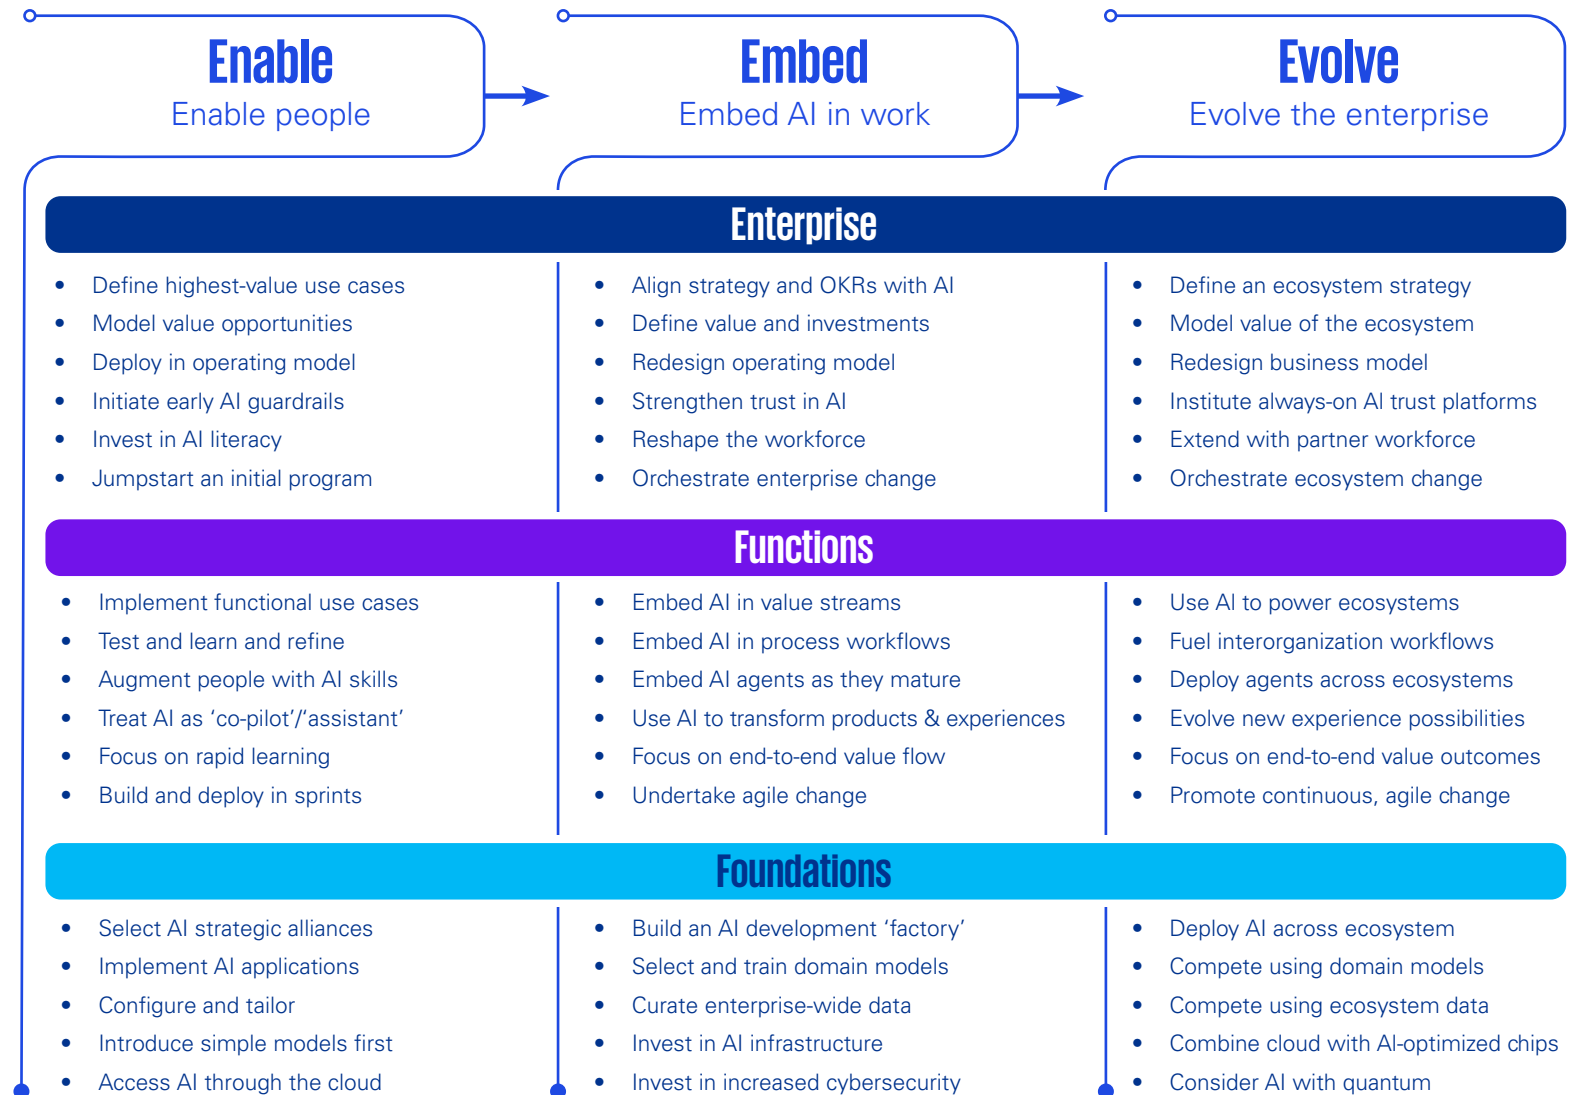 Enable
Enable people
Embed
Embed AI in work
Evolve
Evolve the enterprise
Enterprise
• Define highest-value use cases
• Model value opportunities
• Deploy in operating model
• Initiate early AI guardrails
• Invest in AI literacy
• Jumpstart an initial program
• Align strategy and OKRs with AI
• Define value and investments
• Redesign operating model
• Strengthen trust in AI
• Reshape the workforce
• Orchestrate enterprise change
• Define an ecosystem strategy
• Model value of the ecosystem
• Redesign business model
• Institute always-on AI trust platforms
• Extend with partner workforce
• Orchestrate ecosystem change
Functions
• Implement functional use cases
• Test and learn and refine
• Augment people with AI skills
• Treat AI as ‘co-pilot’/‘assistant’
• Focus on rapid learning
• Build and deploy in sprints
• Embed AI in value streams
• Embed AI in process workflows
• Embed AI agents as they mature
• Use AI to transform products & experiences
• Focus on end-to-end value flow
• Undertake agile change
• Use AI to power ecosystems
• Fuel interorganization workflows
• Deploy agents across ecosystems
• Evolve new experience possibilities
• Focus on end-to-end value outcomes
• Promote continuous, agile change
Foundations
• Select AI strategic alliances
• Implement AI applications
• Configure and tailor
• Introduce simple models first
• Access AI through the cloud
• Build an AI development ‘factory’
• Select and train domain models
• Curate enterprise-wide data
• Invest in AI infrastructure
• Invest in increased cybersecurity
• Deploy AI across ecosystem
• Compete using domain models
• Compete using ecosystem data
• Combine cloud with AI-optimized chips
• Consider AI with quantum